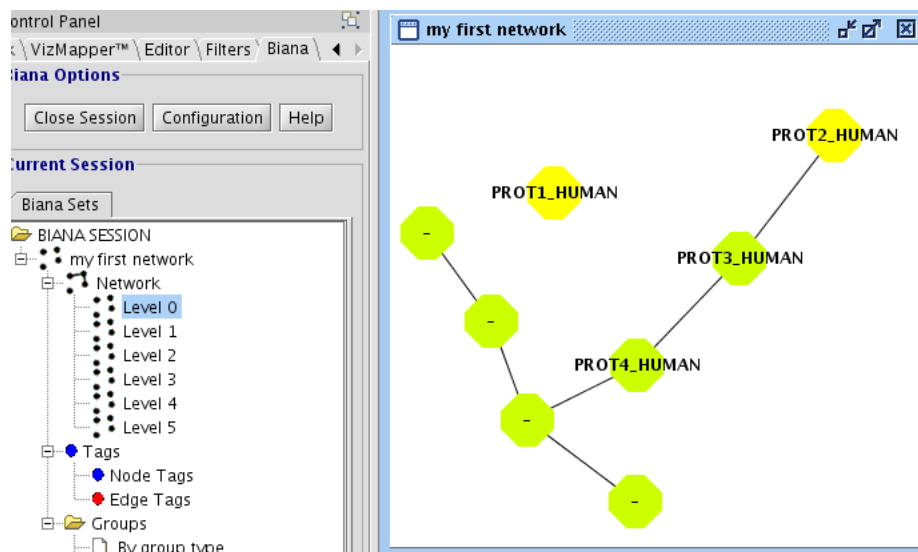 ontrol Panel
VizMapper™ Editor Filters Biana
Biana Options
Close Session Configuration Help
Current Session
Biana Sets
BIANA SESSION
my first network
Network
Level 0
Level 1
Level 2
Level 3
Level 4
Level 5
Tags
Node Tags
Edge Tags
Groups
By group type
my first network
PROT2_HUMAN
PROT1_HUMAN
-
PROT3_HUMAN
-
PROT4_HUMAN
-
-